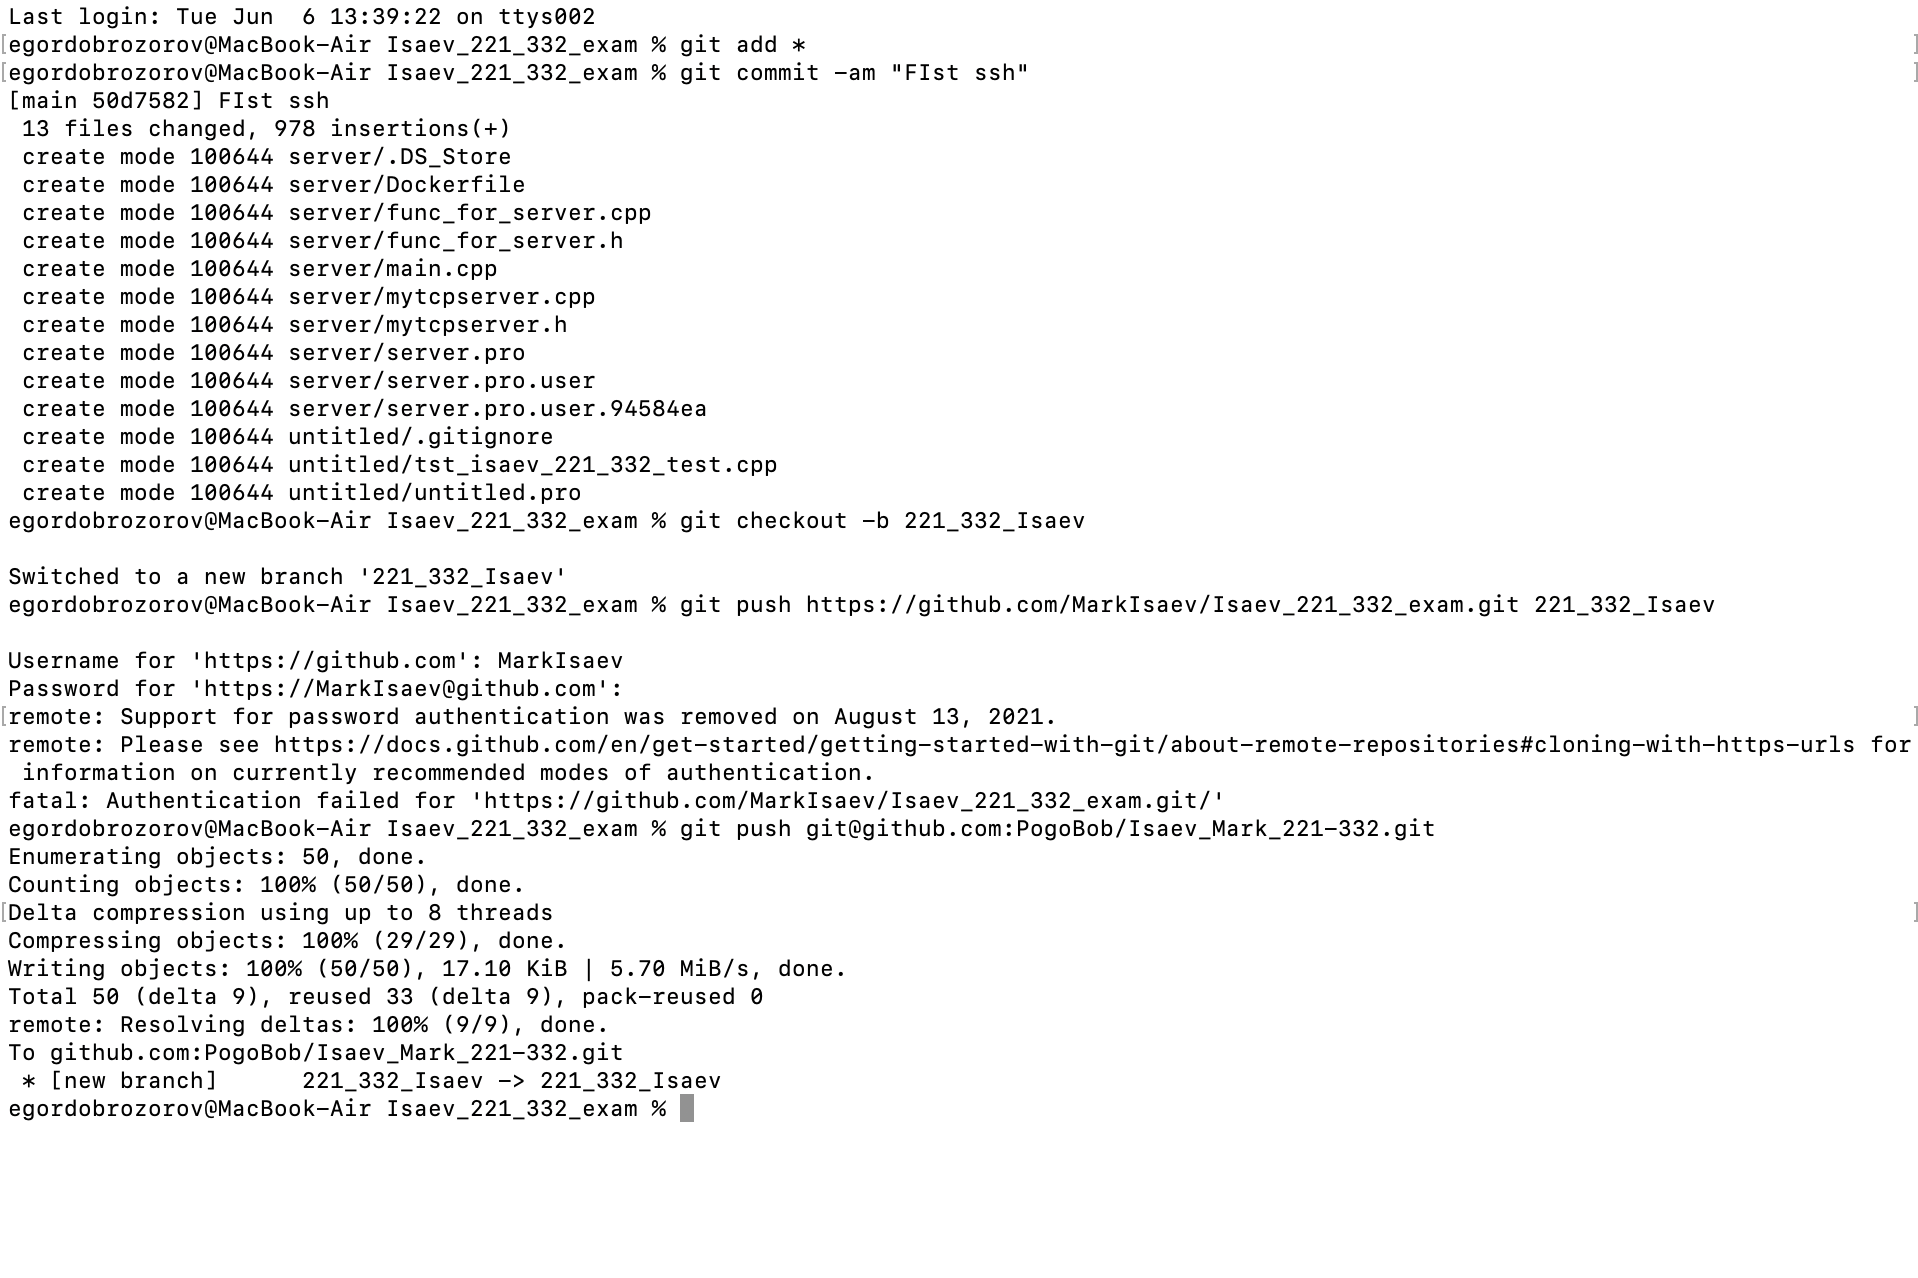 Last login: Tue Jun  6 13:39:22 on ttys002
[egordobrozorov@MacBook-Air Isaev_221_332_exam % git add * ]
[egordobrozorov@MacBook-Air Isaev_221_332_exam % git commit -am "FIst ssh" ]
[main 50d7582] FIst ssh
 13 files changed, 978 insertions(+)
 create mode 100644 server/.DS_Store
 create mode 100644 server/Dockerfile
 create mode 100644 server/func_for_server.cpp
 create mode 100644 server/func_for_server.h
 create mode 100644 server/main.cpp
 create mode 100644 server/mytcpserver.cpp
 create mode 100644 server/mytcpserver.h
 create mode 100644 server/server.pro
 create mode 100644 server/server.pro.user
 create mode 100644 server/server.pro.user.94584ea
 create mode 100644 untitled/.gitignore
 create mode 100644 untitled/tst_isaev_221_332_test.cpp
 create mode 100644 untitled/untitled.pro
egordobrozorov@MacBook-Air Isaev_221_332_exam % git checkout -b 221_332_Isaev

Switched to a new branch '221_332_Isaev'
egordobrozorov@MacBook-Air Isaev_221_332_exam % git push https://github.com/MarkIsaev/Isaev_221_332_exam.git 221_332_Isaev

Username for 'https://github.com': MarkIsaev
Password for 'https://MarkIsaev@github.com':
[remote: Support for password authentication was removed on August 13, 2021. ]
remote: Please see https://docs.github.com/en/get-started/getting-started-with-git/about-remote-repositories#cloning-with-https-urls for
 information on currently recommended modes of authentication.
fatal: Authentication failed for 'https://github.com/MarkIsaev/Isaev_221_332_exam.git/'
egordobrozorov@MacBook-Air Isaev_221_332_exam % git push git@github.com:PogoBob/Isaev_Mark_221-332.git
Enumerating objects: 50, done.
Counting objects: 100% (50/50), done.
[Delta compression using up to 8 threads ]
Compressing objects: 100% (29/29), done.
Writing objects: 100% (50/50), 17.10 KiB | 5.70 MiB/s, done.
Total 50 (delta 9), reused 33 (delta 9), pack-reused 0
remote: Resolving deltas: 100% (9/9), done.
To github.com:PogoBob/Isaev_Mark_221-332.git
 * [new branch]      221_332_Isaev -> 221_332_Isaev
egordobrozorov@MacBook-Air Isaev_221_332_exam %